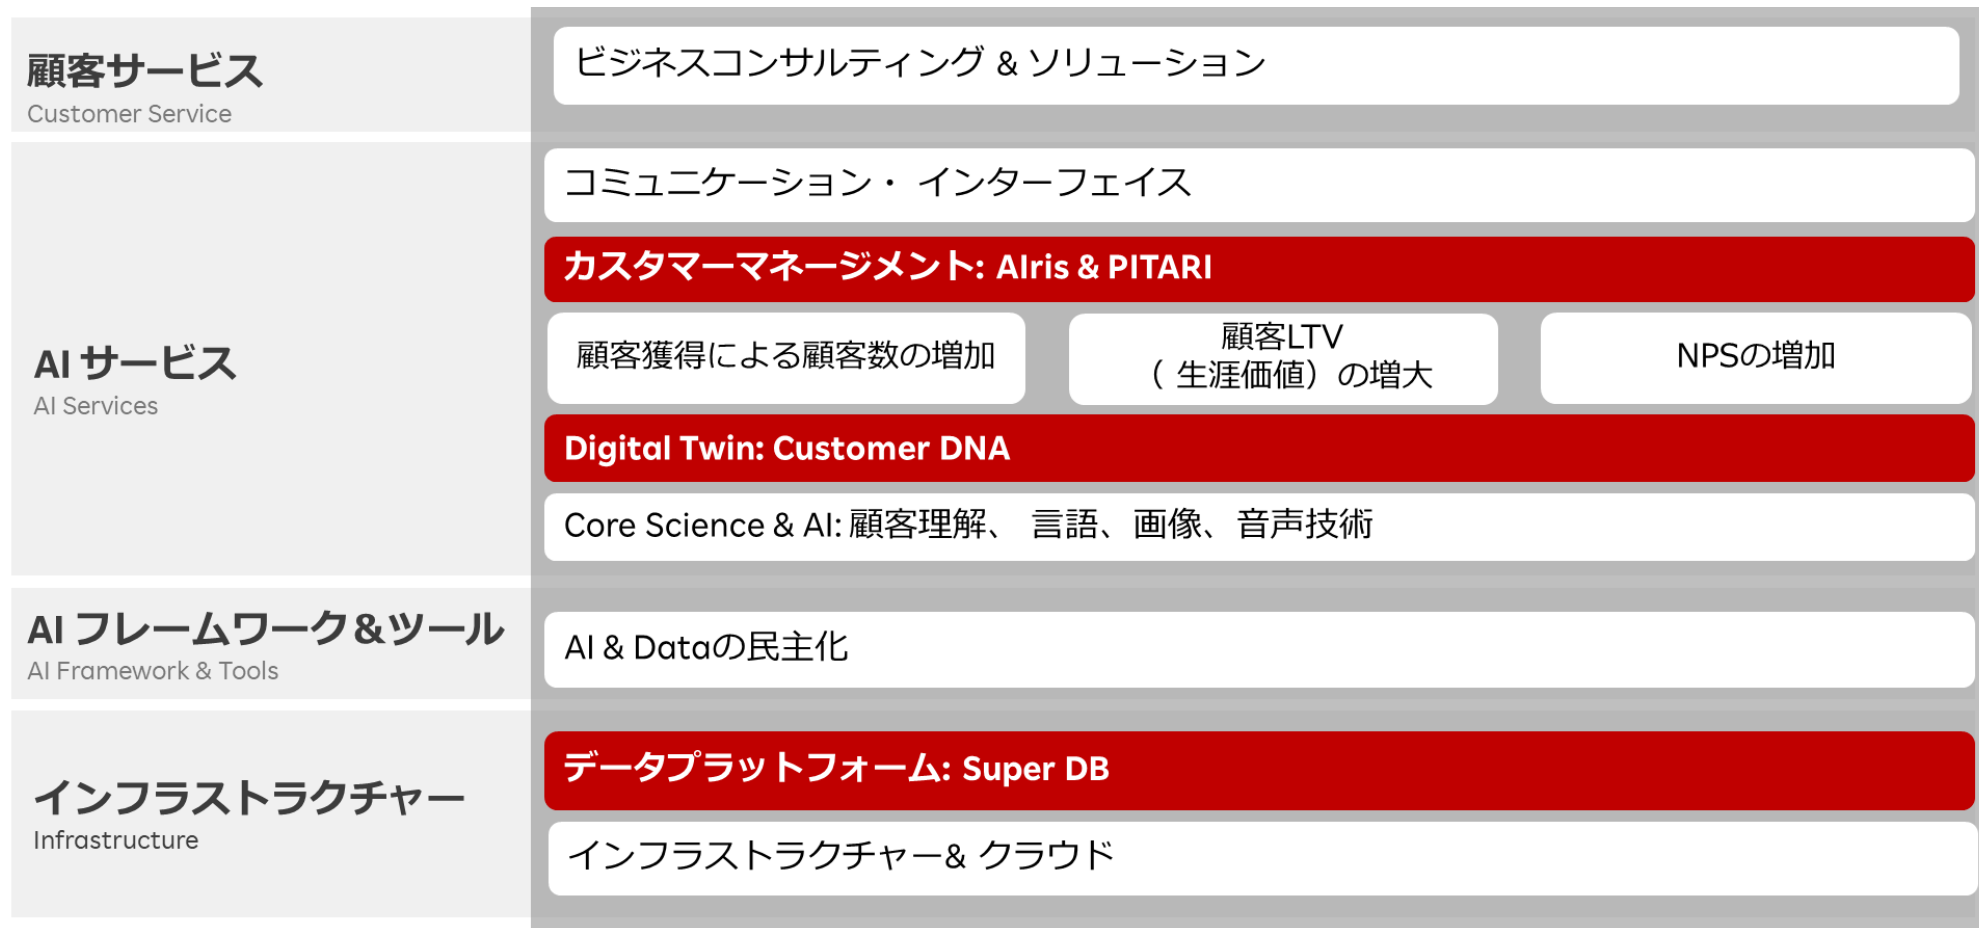 顧客サービス
Customer Service
ビジネスコンサルティング & ソリューション
AI サービス
AI Services
コミュニケーション・ インターフェイス
カスタマーマネージメント: AIris & PITARI
顧客獲得による顧客数の増加
顧客LTV
（ 生涯価値）の増大
NPSの増加
Digital Twin: Customer DNA
Core Science & AI: 顧客理解、 言語、画像、音声技術
AI フレームワーク＆ツール
AI Framework & Tools
AI & Dataの民主化
インフラストラクチャー
Infrastructure
データプラットフォーム: Super DB
インフラストラクチャー& クラウド